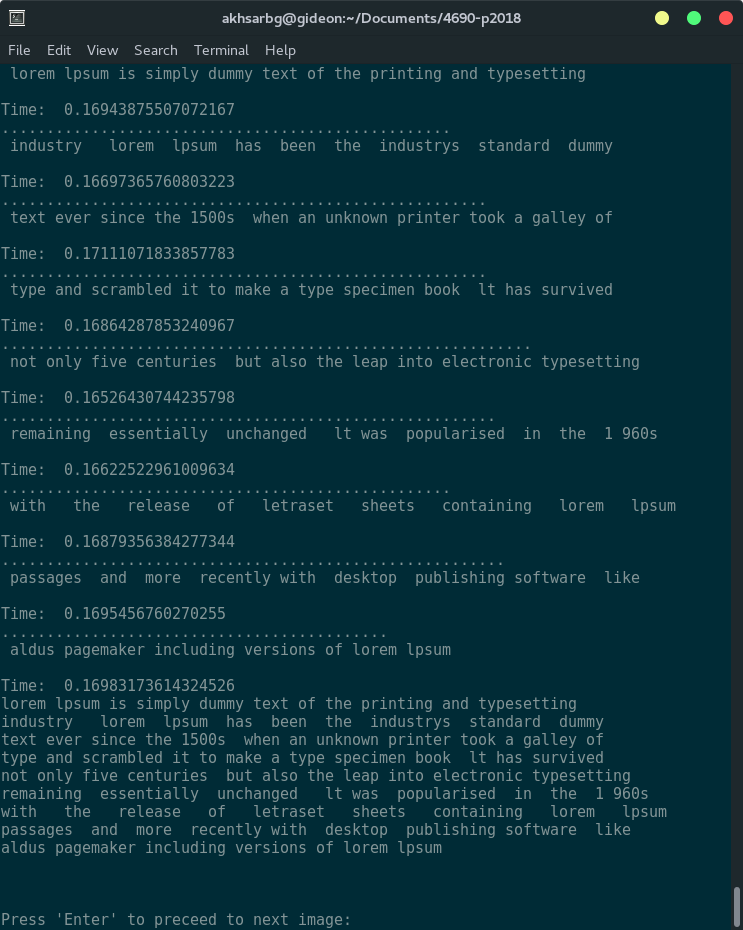 akhsarbg@gideon:~/Documents/4690-p2018
File Edit View Search Terminal Help
 lorem lpsum is simply dummy text of the printing and typesetting
Time:  0.16943875507072167
..................................................
 industry   lorem  lpsum  has  been  the  industrys  standard  dummy
Time:  0.16697365760803223
......................................................
 text ever since the 1500s  when an unknown printer took a galley of
Time:  0.17111071833857783
......................................................
 type and scrambled it to make a type specimen book  lt has survived
Time:  0.16864287853240967
...........................................................
 not only five centuries  but also the leap into electronic typesetting
Time:  0.16526430744235798
.......................................................
 remaining  essentially  unchanged   lt was  popularised  in  the  1 960s
Time:  0.16622522961009634
..................................................
 with   the   release   of   letraset   sheets   containing   lorem   lpsum
Time:  0.16879356384277344
........................................................
 passages  and  more  recently with  desktop  publishing software  like
Time:  0.1695456760270255
...........................................
 aldus pagemaker including versions of lorem lpsum
Time:  0.16983173614324526
lorem lpsum is simply dummy text of the printing and typesetting
industry   lorem  lpsum  has  been  the  industrys  standard  dummy
text ever since the 1500s  when an unknown printer took a galley of
type and scrambled it to make a type specimen book  lt has survived
not only five centuries  but also the leap into electronic typesetting
remaining  essentially  unchanged   lt was  popularised  in  the  1 960s
with   the   release   of   letraset   sheets   containing   lorem   lpsum
passages  and  more  recently with  desktop  publishing software  like
aldus pagemaker including versions of lorem lpsum
Press 'Enter' to preceed to next image: